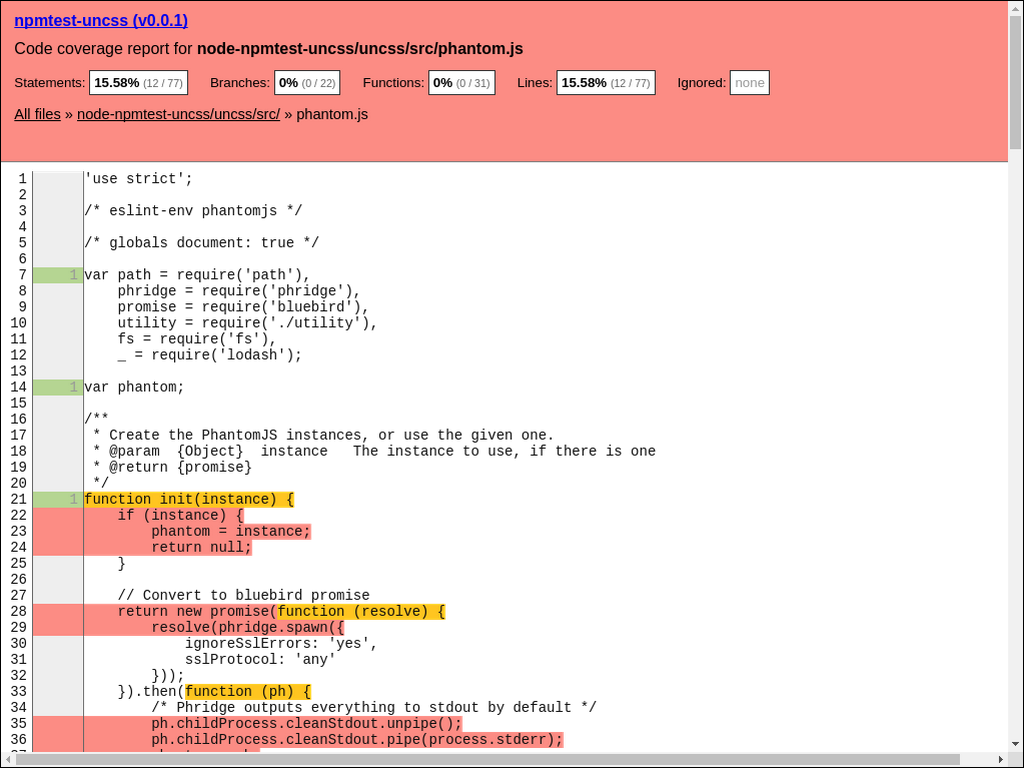 npmtest-uncss (v0.0.1)
Code coverage report for node-npmtest-uncss/uncss/src/phantom.js
Statements: 15.58% (12 / 77) Branches: 0% (0 / 22) Functions: 0% (0 / 31) Lines: 15.58% (12 / 77) Ignored: none
All files » node-npmtest-uncss/uncss/src/ » phantom.js
1 'use strict';
2
3 /* eslint-env phantomjs */
4
5 /* globals document: true */
6
7 1 var path = require('path'),
8     phridge = require('phridge'),
9     promise = require('bluebird'),
10     utility = require('./utility'),
11     fs = require('fs'),
12     _ = require('lodash');
13
14 1 var phantom;
15
16 /**
17  * Create the PhantomJS instances, or use the given one.
18  * @param  {Object}  instance   The instance to use, if there is one
19  * @return {promise}
20  */
21 1 function init(instance) {
22     if (instance) {
23         phantom = instance;
24         return null;
25     }
26
27     // Convert to bluebird promise
28     return new promise(function (resolve) {
29         resolve(phridge.spawn({
30             ignoreSslErrors: 'yes',
31             sslProtocol: 'any'
32         }));
33     }).then(function (ph) {
34         /* Phridge outputs everything to stdout by default */
35         ph.childProcess.cleanStdout.unpipe();
36         ph.childProcess.cleanStdout.pipe(process.stderr);